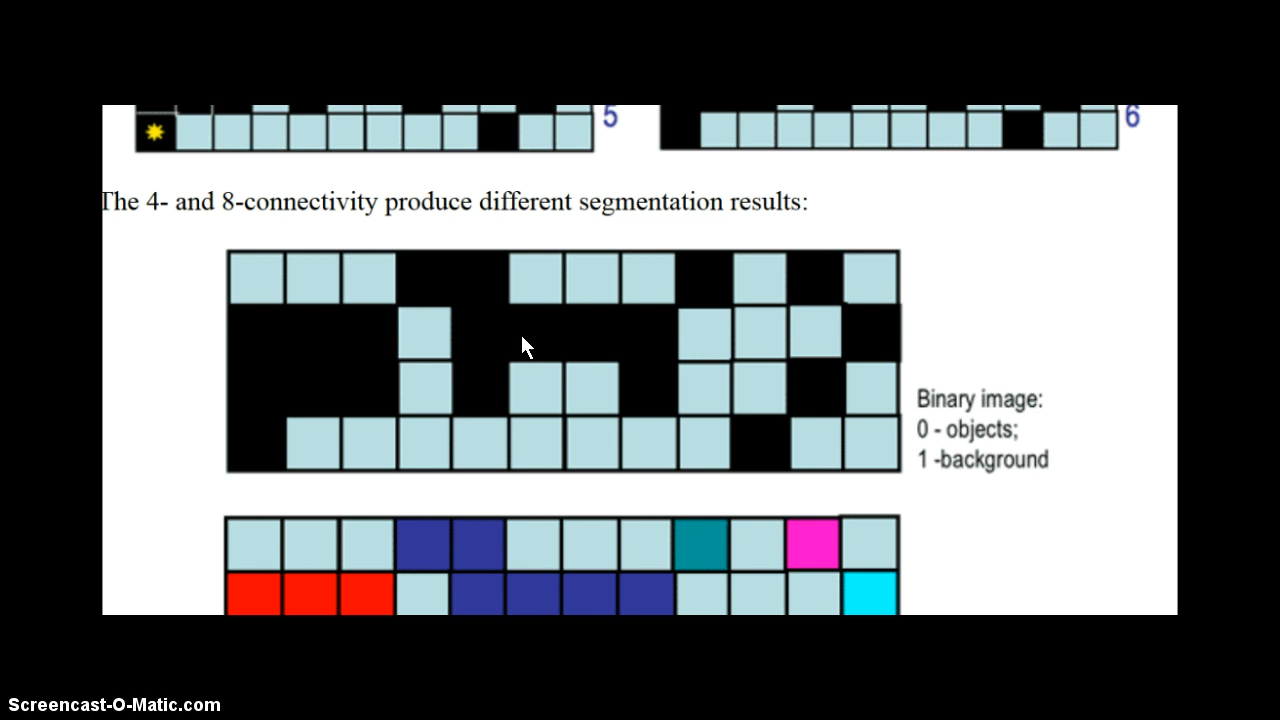 5
6
The 4- and 8-connectivity produce different segmentation results:
Binary image:
0 - objects;
1 -background
Screencast-O-Matic.com